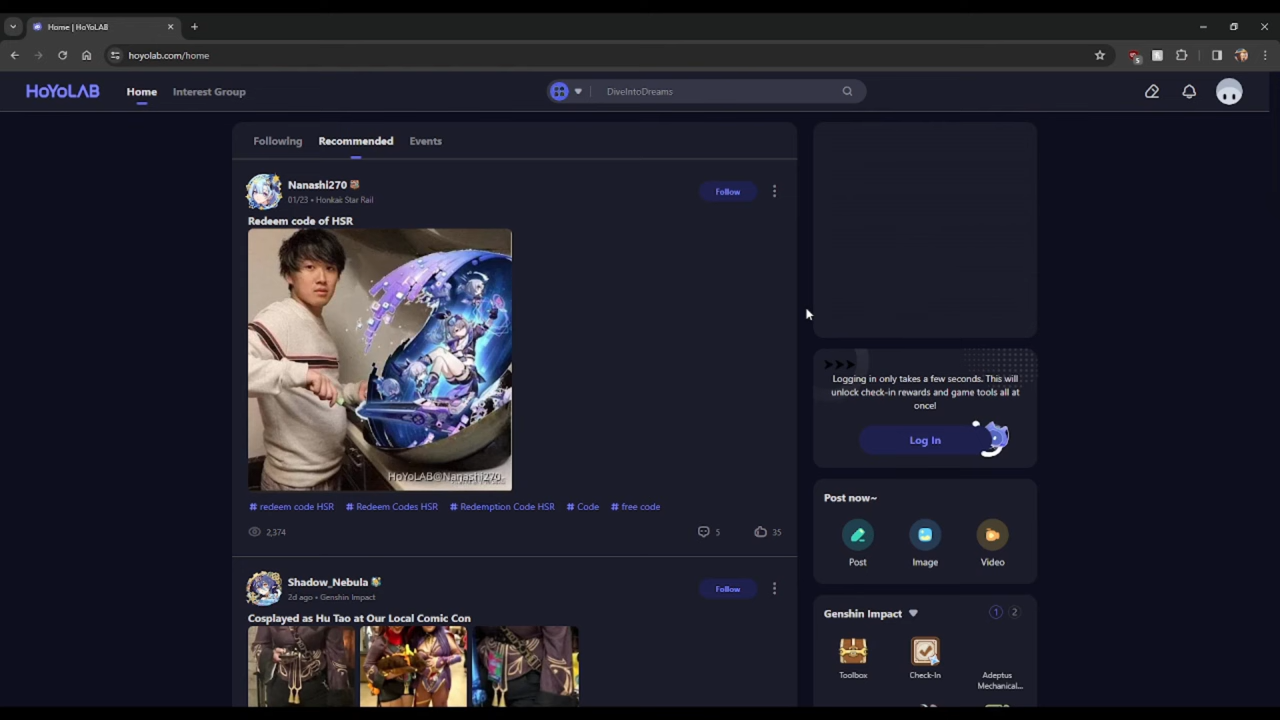 Home | HoYoLAB
hoyolab.com/home
5
HoYoLAB
Home
Interest Group
DiveIntoDreams
Following
Recommended
Events
Nanashi270
01/23 • Honkai: Star Rail
Follow
Redeem code of HSR
HoYoLAB@Nanashi270
# redeem code HSR # Redeem Codes HSR # Redemption Code HSR # Code # free code
2,374
5
35
Shadow_Nebula
2d ago • Genshin Impact
Follow
Cosplayed as Hu Tao at Our Local Comic Con
Logging in only takes a few seconds. This will
unlock check-in rewards and game tools all at
once!
Log In
Post now~
Post
Image
Video
Genshin Impact
1
2
Toolbox
Check-In
Adeptus
Mechanical...